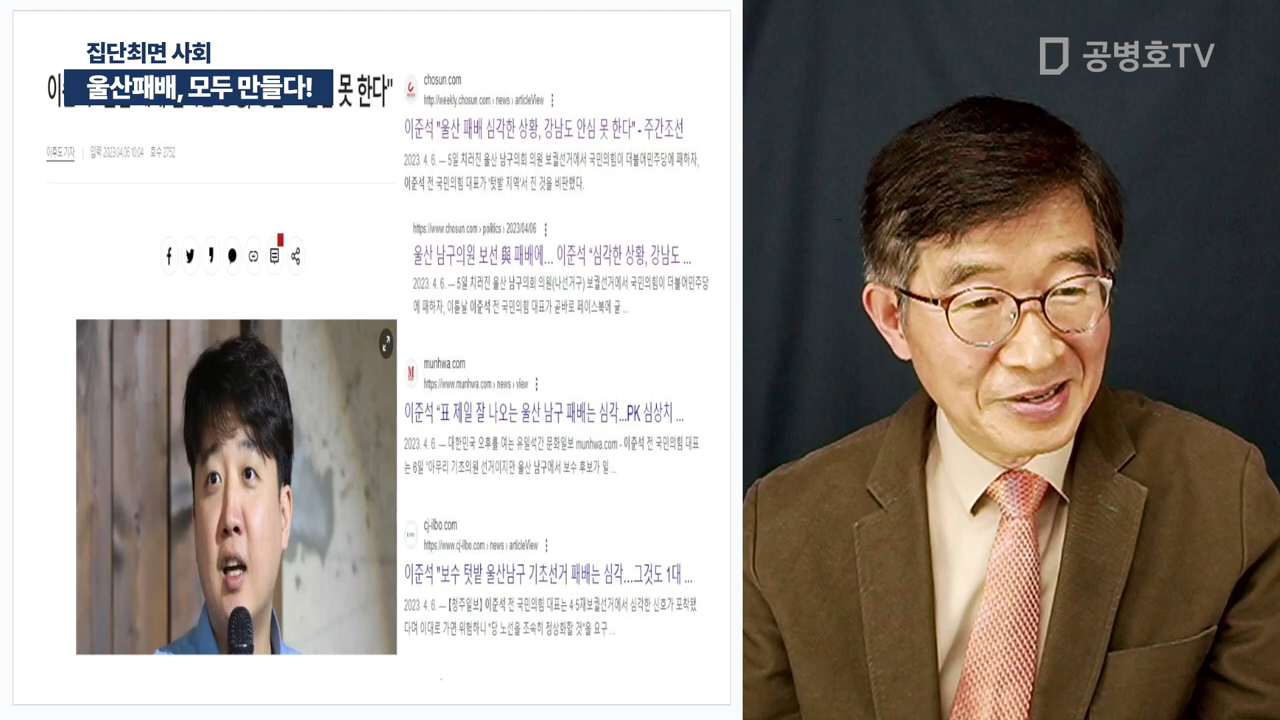 집단최면 사회
울산패배, 모두 만들다!
못 한다"
이루드 기자 | 입력 2023.04.06 10:04 호수 2752
chosun.com
http://weekly.chosun.com › news › articleView
이준석 "울산 패배 심각한 상황, 강남도 안심 못 한다" - 주간조선
2023. 4. 6. — 5일 치러진 울산 남구의회 의원 보궐선거에서 국민의힘이 더불어민주당에 패하자,
이준석 전 국민의힘 대표가 '텃밭 지역'서 진 것을 비판했다.
https://www.chosun.com › politics › 2023/04/06
울산 남구의원 보선 與 패배에... 이준석 “심각한 상황, 강남도 ...
2023. 4. 6. — 5일 치러진 울산 남구의회 의원(나선거구) 보궐선거에서 국민의힘이 더불어민주당
에 패하자, 이튿날 이준석 전 국민의힘 대표가 곧바로 페이스북에 글 ...
munhwa.com
https://www.munhwa.com › news › view
이준석 “표 제일 잘 나오는 울산 남구 패배는 심각...PK 심상치 ...
2023. 4. 6. — 대한민국 오후를 여는 유일석간 문화일보 munhwa.com - 이준석 전 국민의힘 대표
는 6일 “아무리 기초의원 선거이지만 울산 남구에서 보수 후보가 일 ...
cj-ilbo.com
https://www.cj-ilbo.com › news › articleView
이준석 "보수 텃밭 울산남구 기초선거 패배는 심각...그것도 1대 ...
2023. 4. 6. — 【청주일보】 이준석 전 국민의힘 대표는 4·5재보궐선거에서 심각한 신호가 포착됐
다며 이대로 가면 위험하니 "당 노선을 조속히 정상화할 것"을 요구 ...
공병호TV